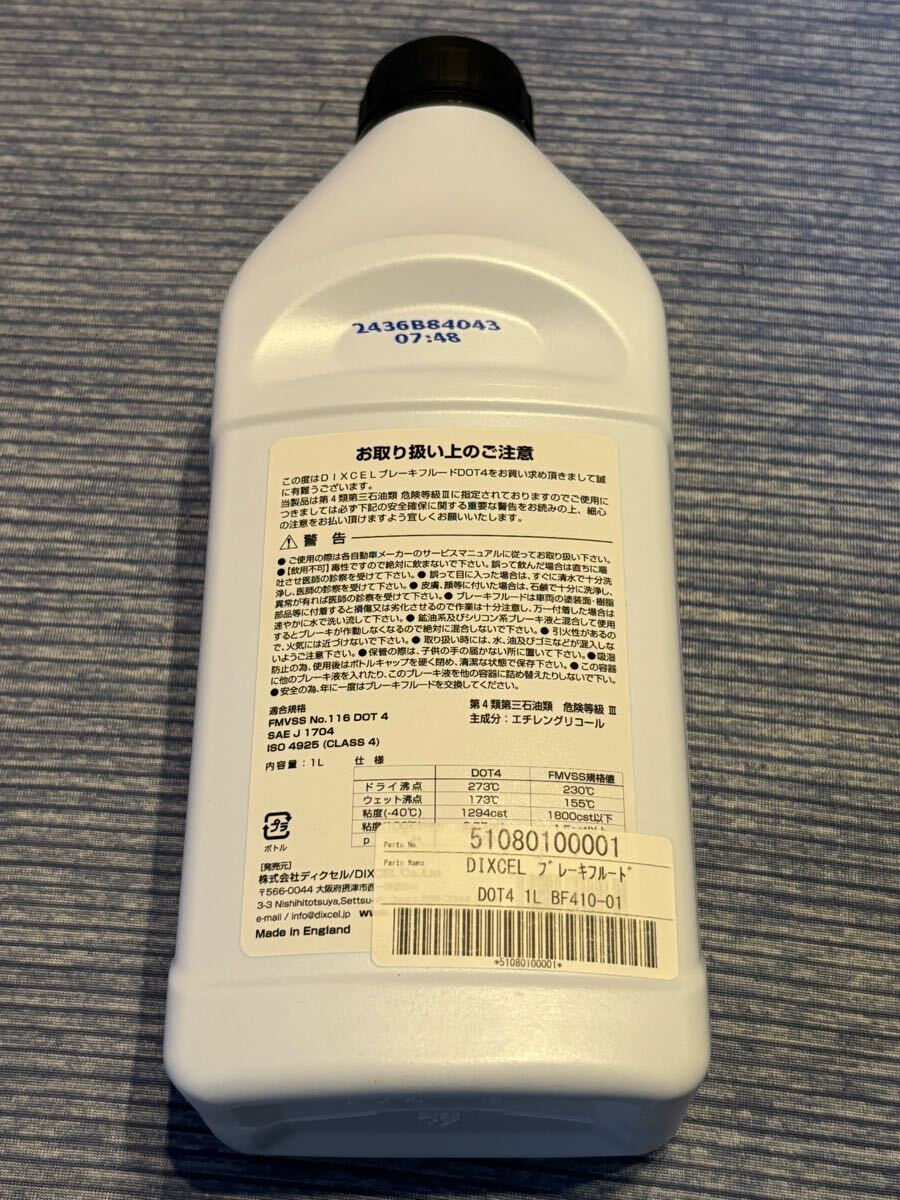 2436B84043
07:48
お取り扱い上のご注意
この度はDIXCELブレーキフルードDOT4をお買い求め頂きまして誠
に有難うございます。
当製品は第4類第三石油類 危険等級Ⅲに指定されておりますのでご使用に
つきましては必ず下記の安全確保に関する重要な警告をお読みの上、細心
の注意をお払い頂けますよう宜しくお願いいたします。
警 告
●ご使用の際は各自動車メーカーのサービスマニュアルに従ってお取り扱い下さい。
●[飲用不可]毒性ですので絶対に飲まないで下さい。誤って飲んだ場合は直ちに嘔
吐させ医師の診察を受けて下さい。●誤って目に入った場合は、すぐに清水で十分洗
浄し、医師の診察を受けて下さい。●皮膚、顔等に付いた場合は、石鹸で十分に洗浄し、
異常が有れば医師の診察を受けて下さい。●ブレーキフルードは車両の塗装面・樹脂
部品等に付着すると損傷又は劣化させるので作業は十分注意し、万一付着した場合は
速やかに水で洗い流して下さい。●鉱油系及びシリコン系ブレーキ液と混合して使用
するとブレーキが作動しなくなるので絶対に混合しないで下さい。●引火性があるの
で、火気には近づけないで下さい。●取り扱い時には、水、油及びゴミなどが混入しな
いようご注意下さい。●保管の際は、子供の手の届かない所に置いて下さい。●吸湿
防止の為、使用後はボトルキャップを硬く閉め、清潔な状態で保存下さい。●この容器
に他のブレーキ液を入れたり、このブレーキ液を他の容器に詰め替えたりしないで下い。
●安全の為、年に一度はブレーキフルードを交換してください。
適合規格
FMVSS No.116 DOT 4
SAE J 1704
ISO 4925 (CLASS 4)
第4類第三石油類 危険等級 Ⅲ
主成分：エチレングリコール
内容量：1L 仕 様
DOT4 FMVSS規格値
ドライ沸点 273℃ 230℃
ウェット沸点 173℃ 155℃
粘度(-40℃) 1294cst 1800cst以下
粘度
p
プラ
ボトル
[発売元]
株式会社ディクセル/DIX
〒566-0044 大阪府摂津市西
3-3 Nishihitotsuya,Settsu-
e-mail / info@dixcel.jp ww
Made in England
Parts No. 51080100001
Parts Name DIXCEL ﾌﾞﾚｰｷﾌﾙｰﾄﾞ
DOT4 1L BF410-01
*51080100001*